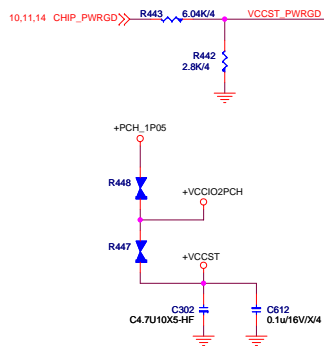 R443 6.04K/4
10,11,14 CHIP_PWRGD VCCST_PWRGD
R442
2.8K/4
+PCH_1P05
R448
+VCCIO2PCH
R447
+VCCST
C302 C612
C4.7U10X5-HF 0.1u/16V/X/4